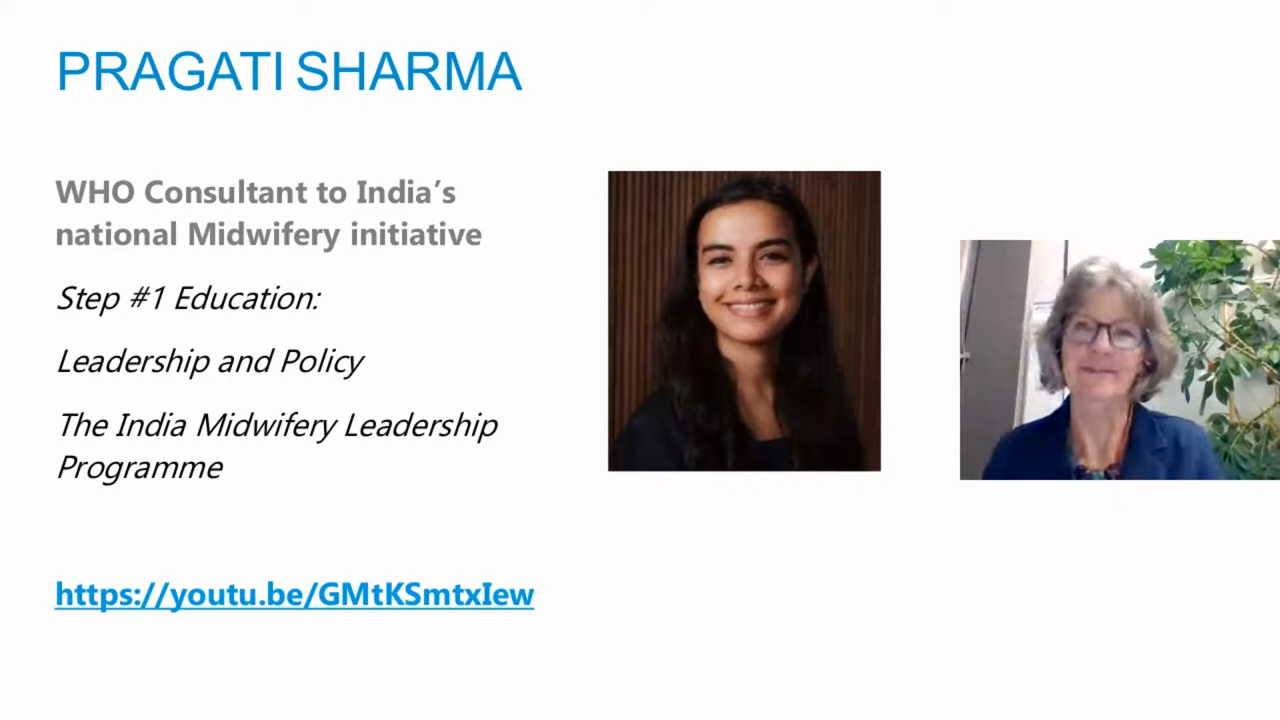 PRAGATI SHARMA
WHO Consultant to India’s
national Midwifery initiative
Step #1 Education:
Leadership and Policy
The India Midwifery Leadership
Programme
https://youtu.be/GMtKSmtxIew